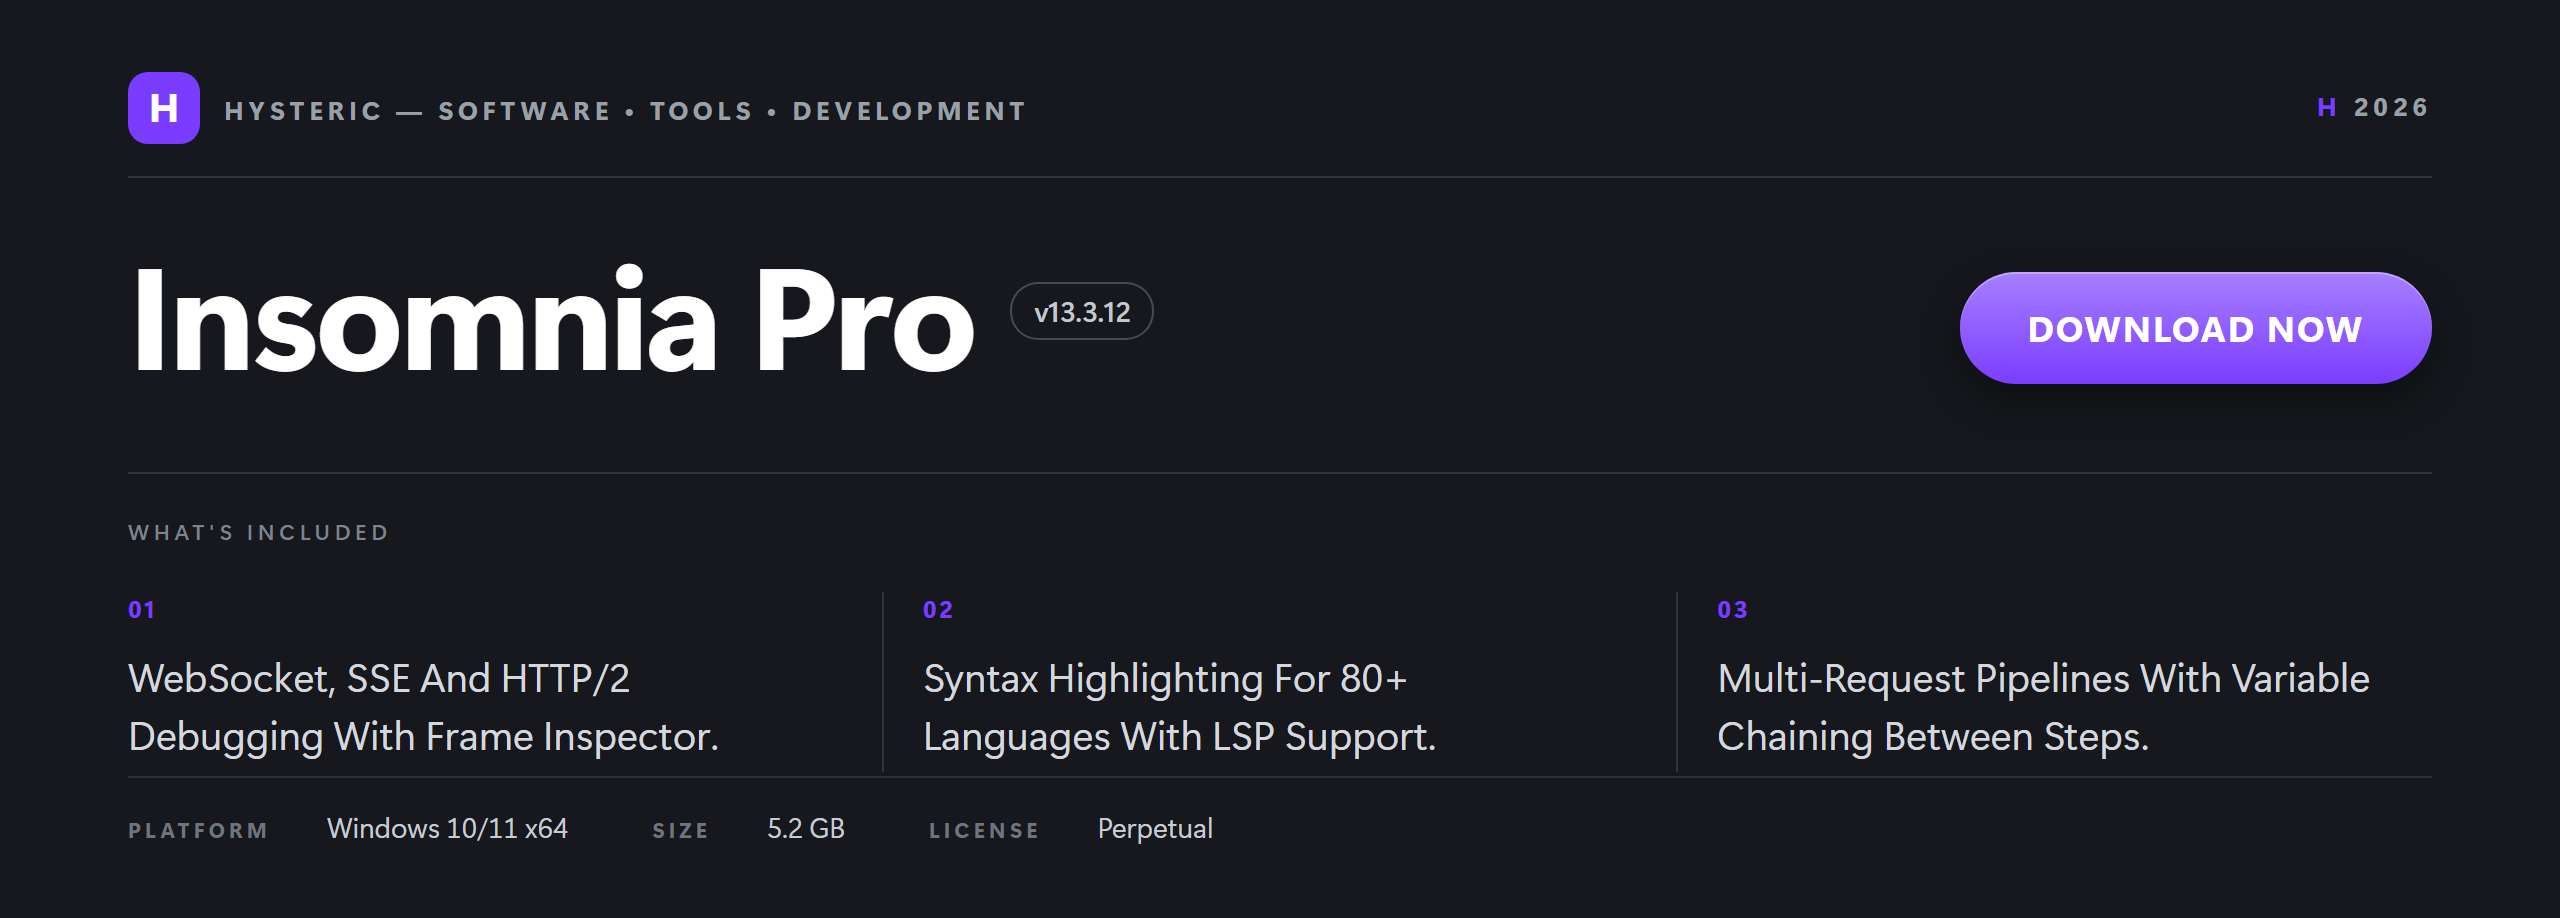 H HYSTERIC — SOFTWARE • TOOLS • DEVELOPMENT
H 2026
Insomnia Pro
v13.3.12
DOWNLOAD NOW
WHAT'S INCLUDED
01
WebSocket, SSE And HTTP/2
Debugging With Frame Inspector.
02
Syntax Highlighting For 80+
Languages With LSP Support.
03
Multi-Request Pipelines With Variable
Chaining Between Steps.
PLATFORM Windows 10/11 x64 SIZE 5.2 GB LICENSE Perpetual